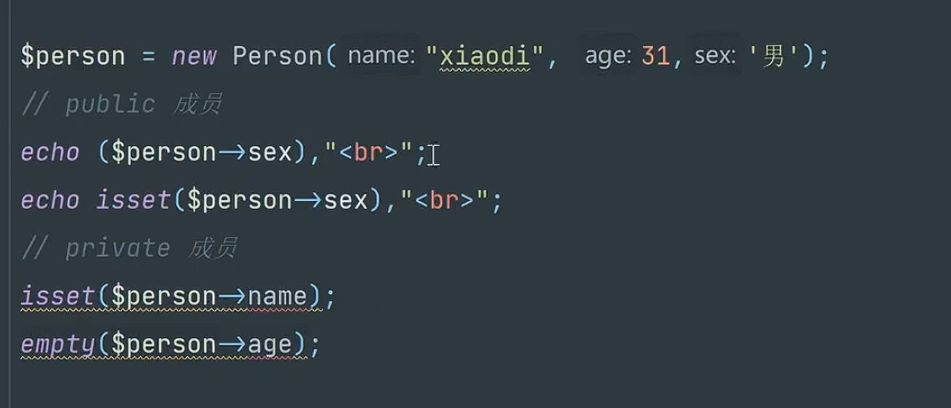 $person = new Person( name: "xiaodi", age: 31, sex: '男');
// public 成员
echo ($person->sex),"<br>";
echo isset($person->sex),"<br>";
// private 成员
isset($person->name);
empty($person->age);